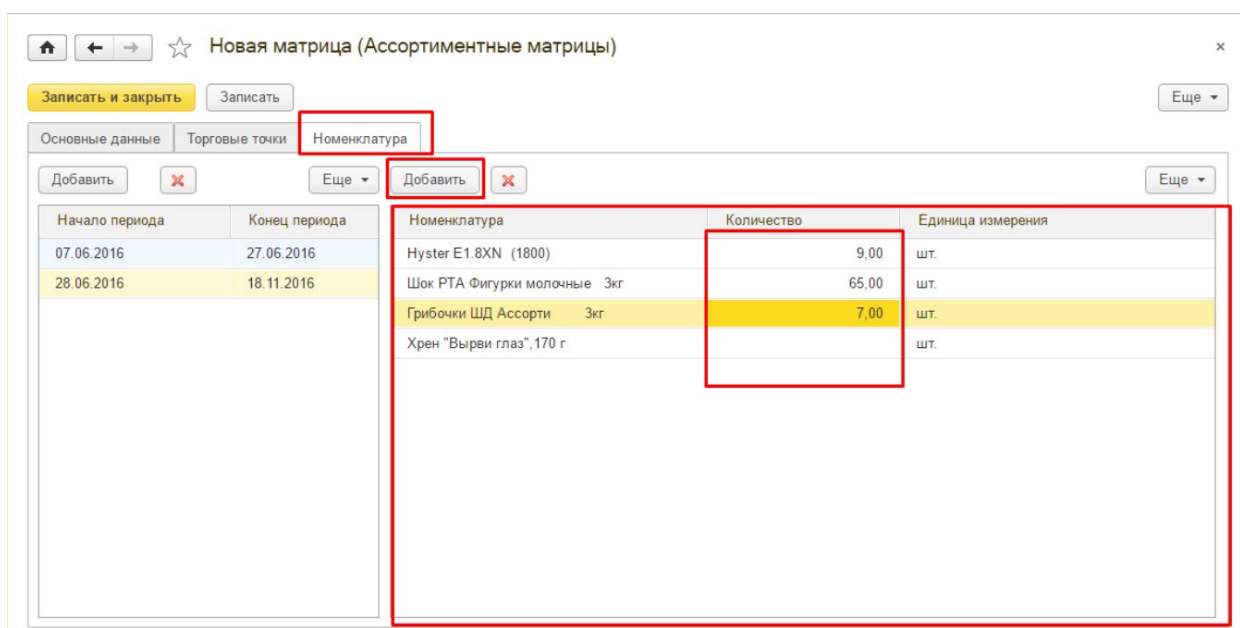 Новая матрица (Ассортиментные матрицы)
Записать и закрыть Записать Еще
Основные данные Торговые точки Номенклатура
Добавить Еще Добавить Еще
Начало периода Конец периода Номенклатура Количество Единица измерения
07.06.2016 27.06.2016 Hyster E1.8XN (1800) 9,00 шт.
28.06.2016 18.11.2016 Шок РТА Фигурки молочные 3кг 65,00 шт.
Грибочки ШД Ассорти 3кг 7,00 шт.
Хрен "Вырви глаз",170 г шт.